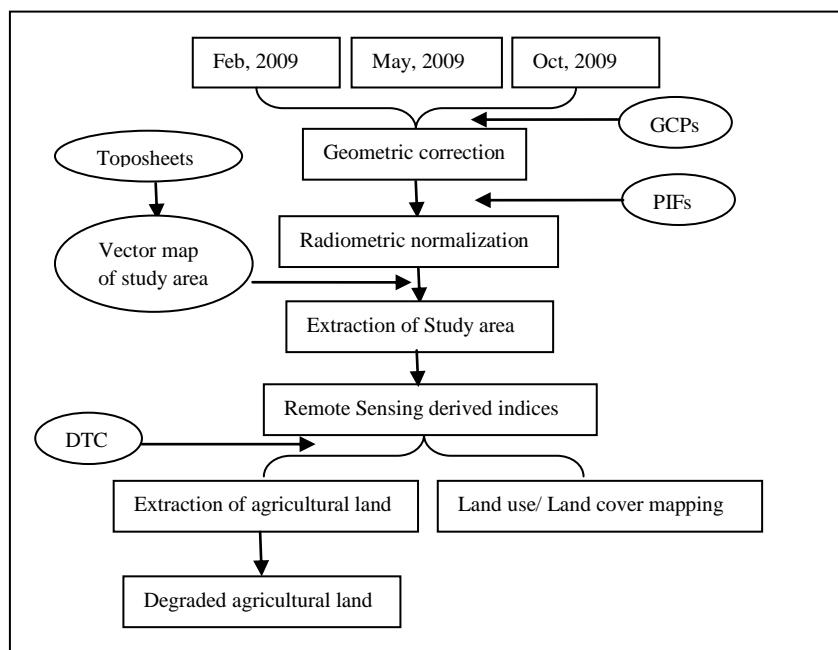 Feb, 2009
May, 2009
Oct, 2009
GCPs
Geometric correction
Toposheets
PIFs
Radiometric normalization
Vector map
of study area
Extraction of Study area
Remote Sensing derived indices
DTC
Extraction of agricultural land
Land use/ Land cover mapping
Degraded agricultural land